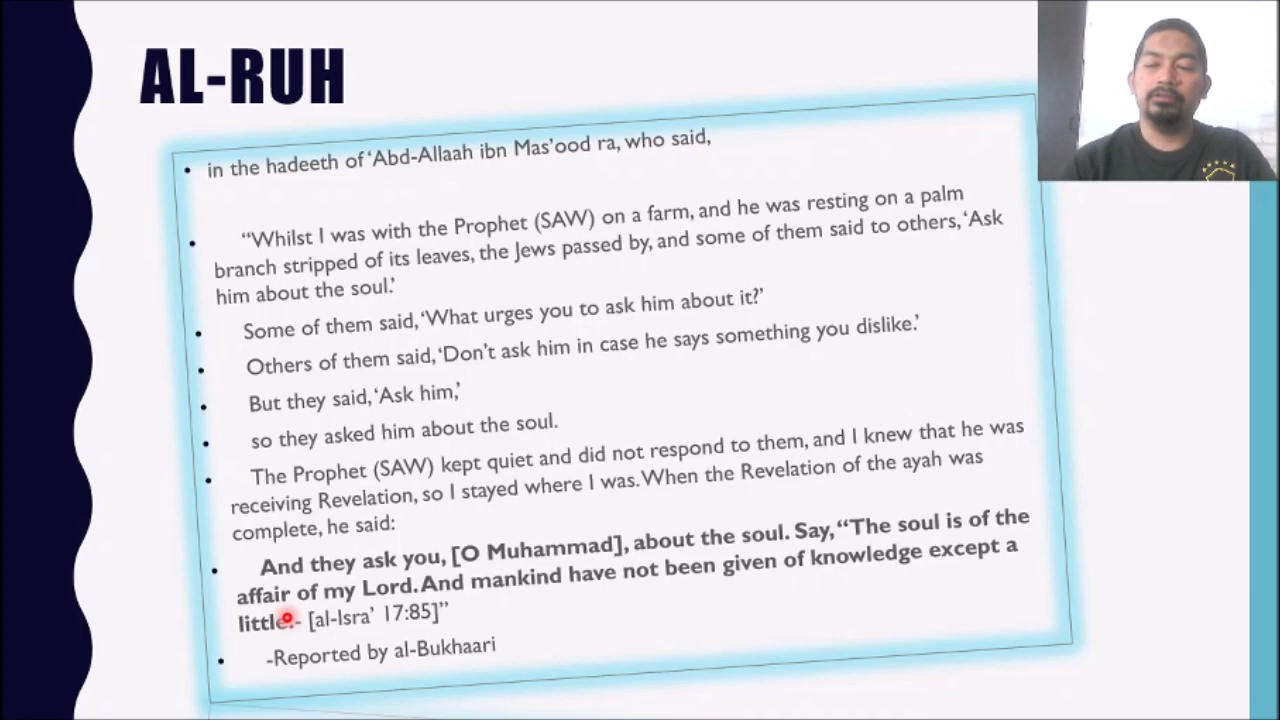 AL-RUH
• in the hadeeth of ‘Abd-Allaah ibn Mas’ood ra, who said,
• “Whilst I was with the Prophet (SAW) on a farm, and he was resting on a palm
branch stripped of its leaves, the Jews passed by, and some of them said to others, ‘Ask
him about the soul.’
• Some of them said, ‘What urges you to ask him about it?’
• Others of them said, ‘Don’t ask him in case he says something you dislike.’
• But they said, ‘Ask him,’
• so they asked him about the soul.
• The Prophet (SAW) kept quiet and did not respond to them, and I knew that he was
receiving Revelation, so I stayed where I was. When the Revelation of the ayah was
complete, he said:
• And they ask you, [O Muhammad], about the soul. Say, “The soul is of the
affair of my Lord. And mankind have not been given of knowledge except a
little.- [al-Isra’ 17:85]”
• -Reported by al-Bukhaari